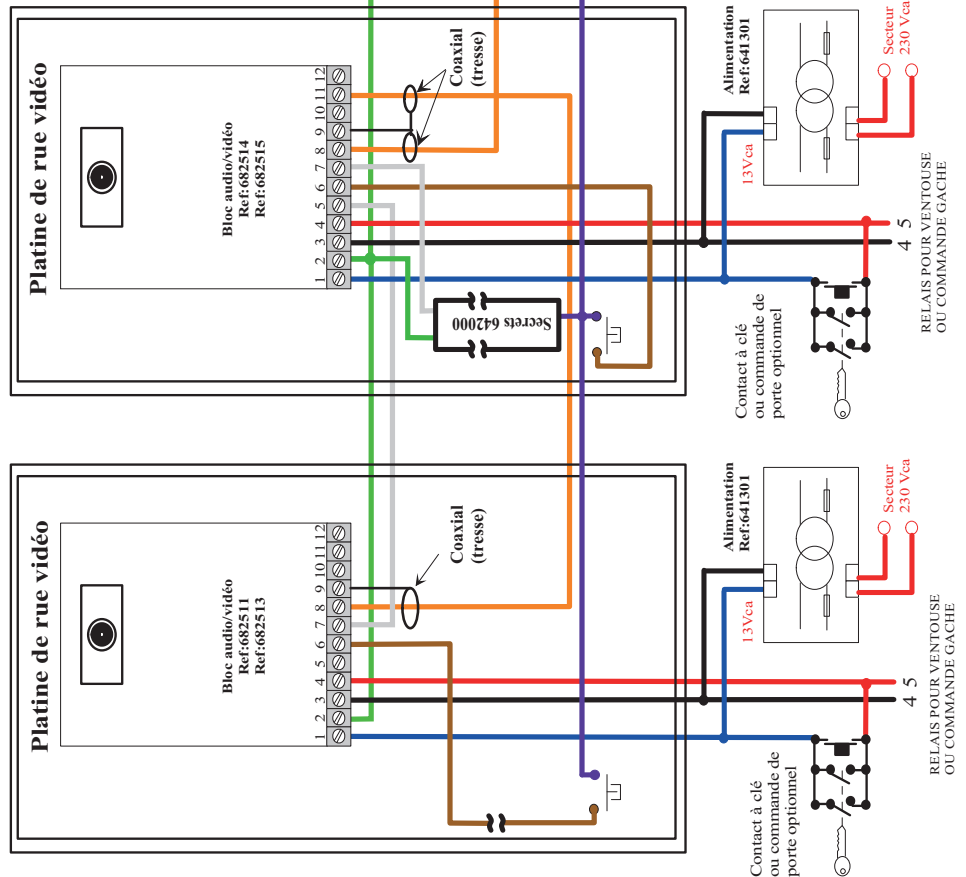 Platine de rue vidéo
Bloc audio/vidéo
Ref:682511
Ref:682513
1 2 3 4 5 6 7 8 9 10 11 12
Coaxial
(tresse)
13Vca
Alimentation
Ref:641301
Secteur
230 Vca
Contact à clé
ou commande de
porte optionnel
4 5
RELAIS POUR VENTOUSE
OU COMMANDE GACHE
Platine de rue vidéo
Bloc audio/vidéo
Ref:682514
Ref:682515
1 2 3 4 5 6 7 8 9 10 11 12
Coaxial
(tresse)
Secrets 642000
13Vca
Alimentation
Ref:641301
Secteur
230 Vca
Contact à clé
ou commande de
porte optionnel
4 5
RELAIS POUR VENTOUSE
OU COMMANDE GACHE